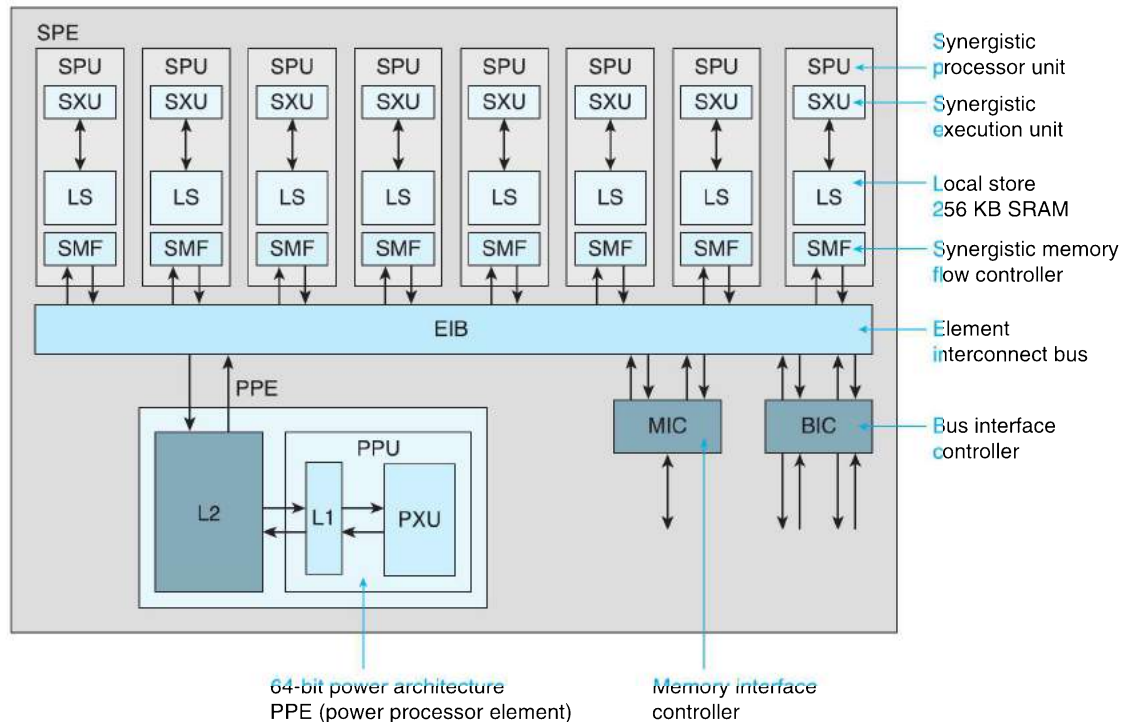 SPE
SPU SPU SPU SPU SPU SPU SPU SPU
SXU SXU SXU SXU SXU SXU SXU SXU
LS LS LS LS LS LS LS LS
SMF SMF SMF SMF SMF SMF SMF SMF
EIB
PPE
PPU
L2
L1
PXU
MIC
BIC
Synergistic
processor unit
Synergistic
execution unit
Local store
256 KB SRAM
Synergistic memory
flow controller
Element
interconnect bus
Bus interface
controller
64-bit power architecture
PPE (power processor element)
Memory interface
controller